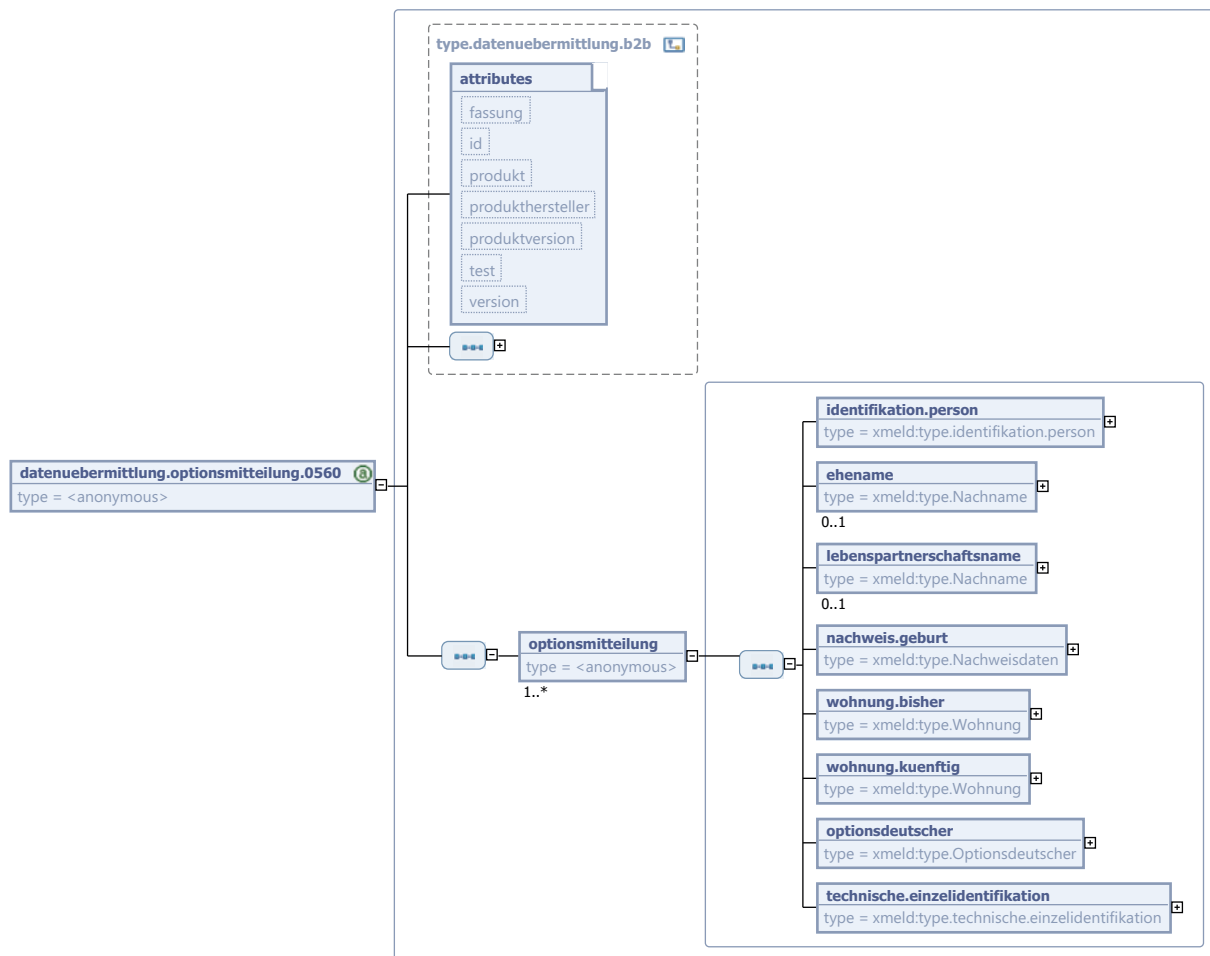 type.datenuebermittlung.b2b
attributes
fassung
id
produkt
produkthersteller
produktversion
test
version
datenuebermittlung.optionsmitteilung.0560
type = <anonymous>
optionsmitteilung
type = <anonymous>
1..*
identifikation.person
type = xmeld:type.identifikation.person
ehename
type = xmeld:type.Nachname
0..1
lebenspartnerschaftsname
type = xmeld:type.Nachname
0..1
nachweis.geburt
type = xmeld:type.Nachweisdaten
wohnung.bisher
type = xmeld:type.Wohnung
wohnung.kuenftig
type = xmeld:type.Wohnung
optionsdeutscher
type = xmeld:type.Optionsdeutscher
technische.einzelidentifikation
type = xmeld:type.technische.einzelidentifikation